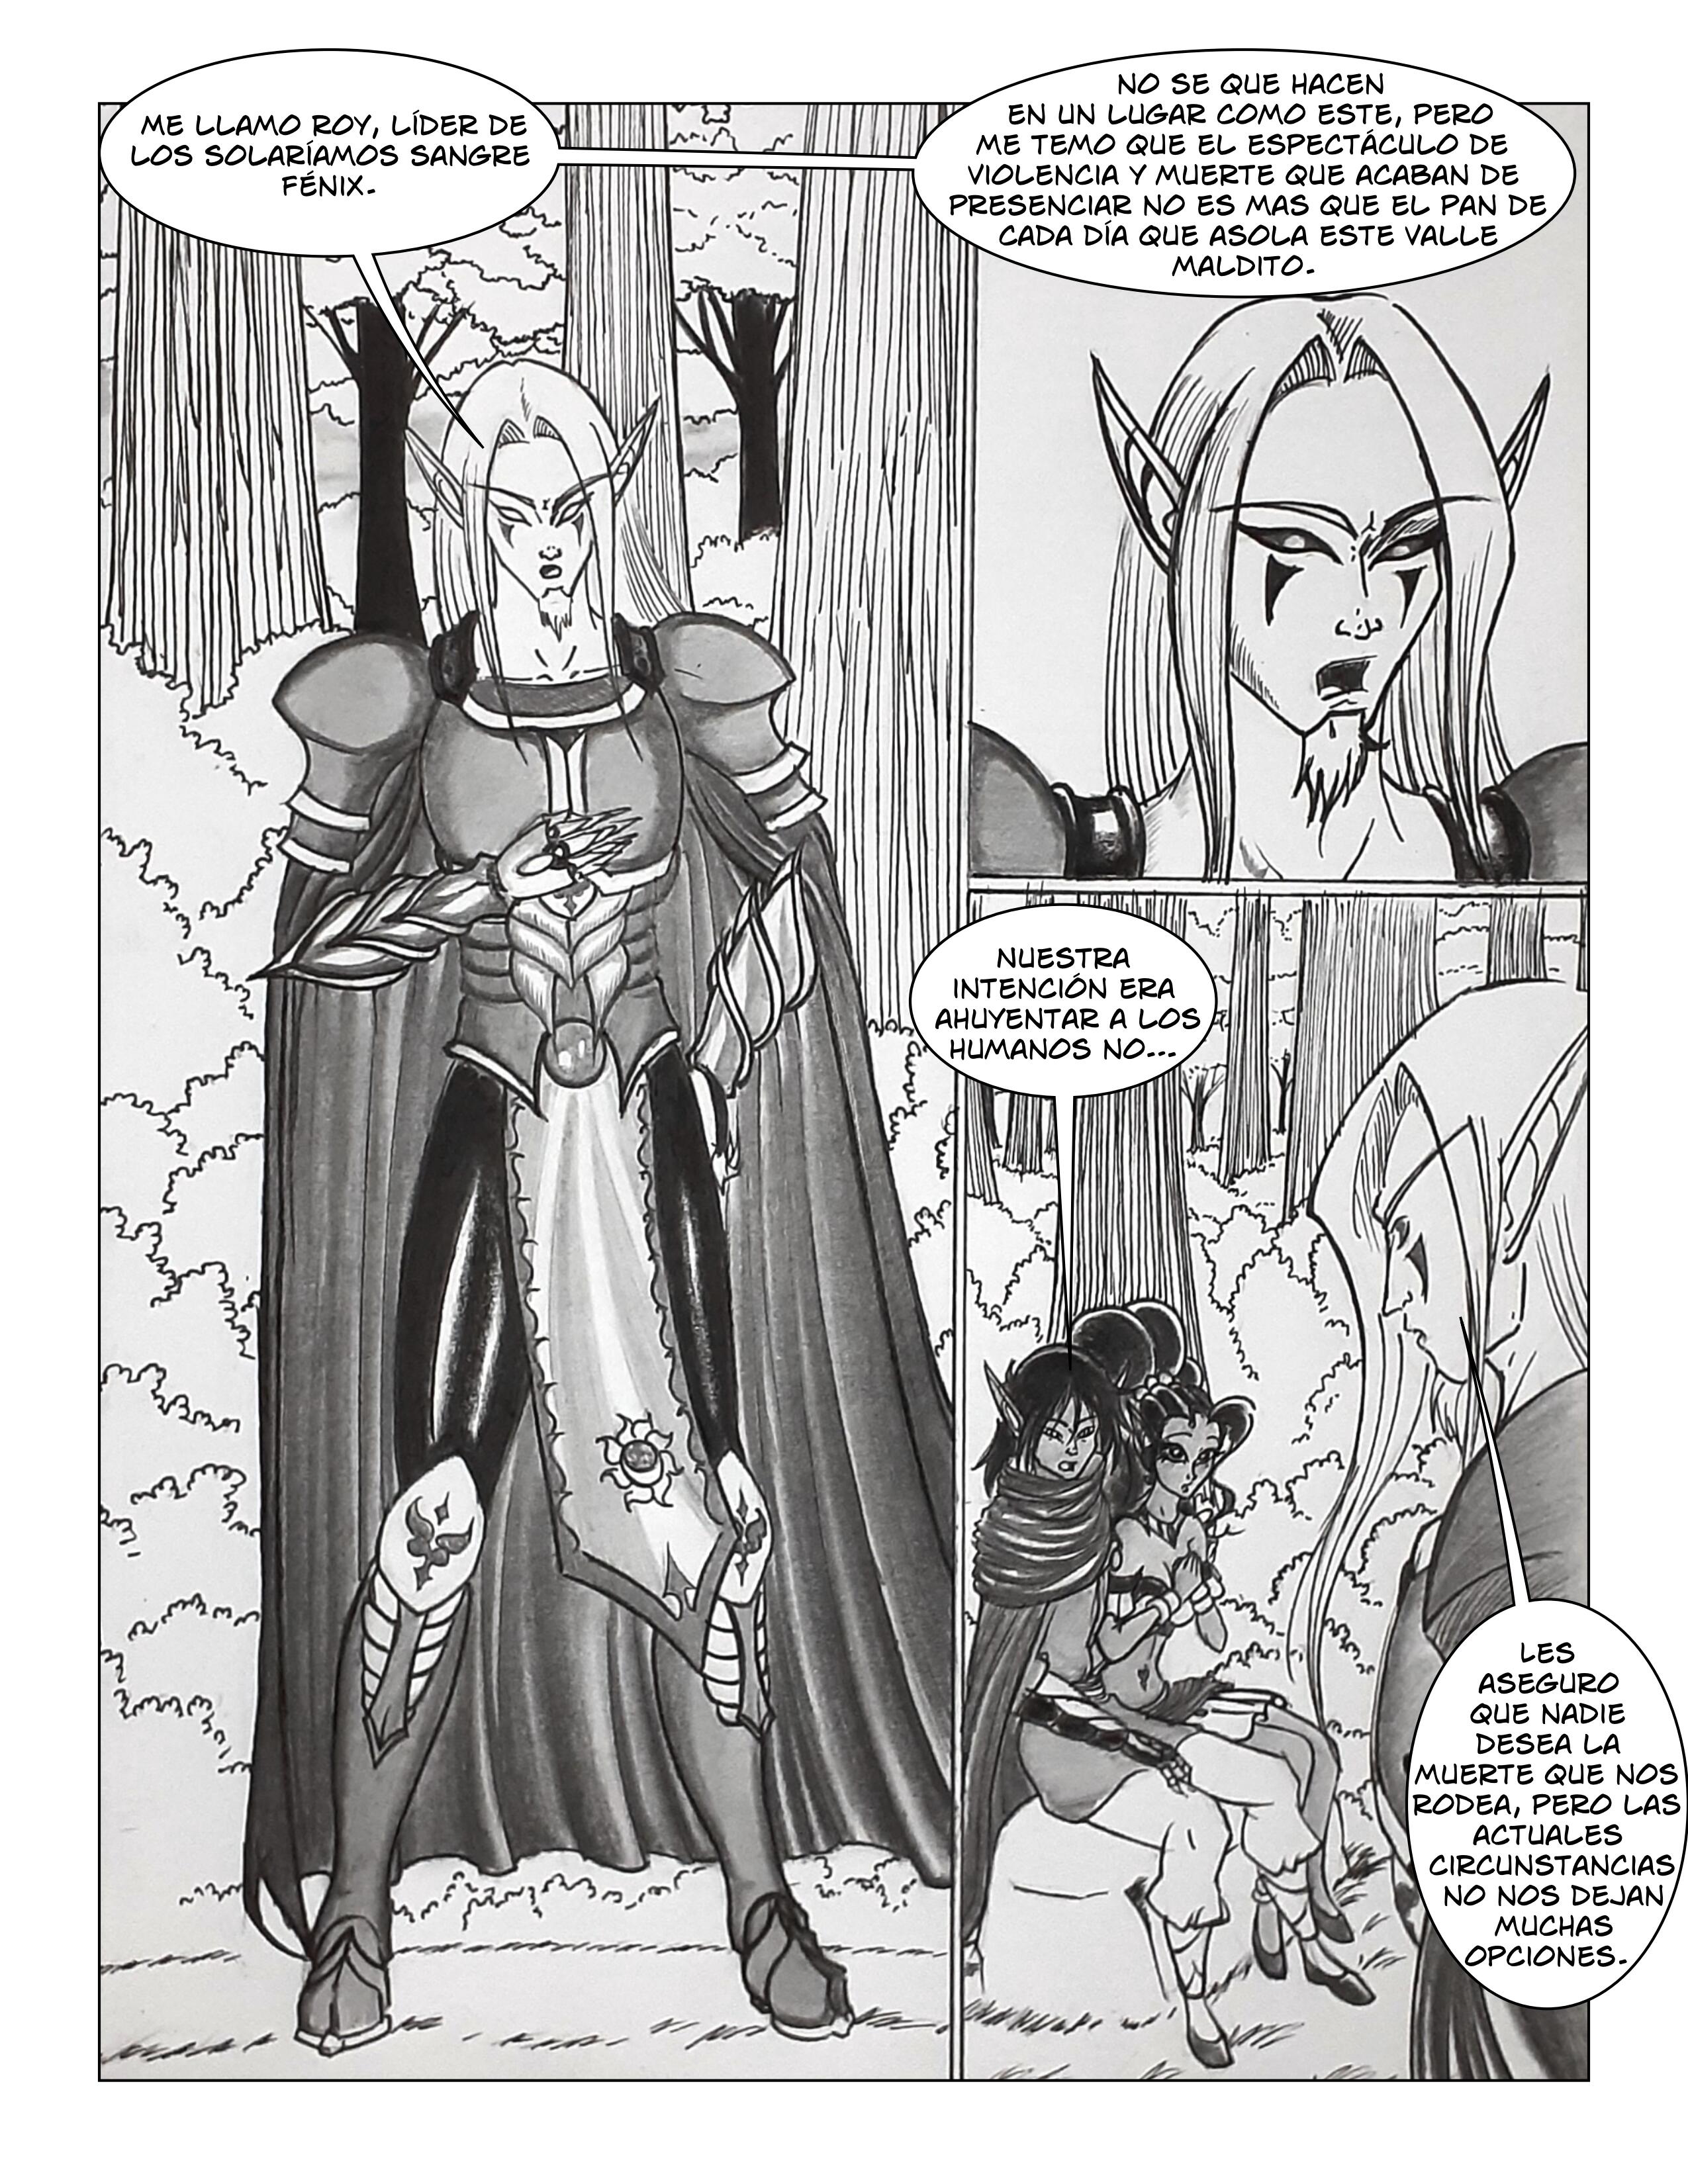 ME LLAMO ROY, LÍDER DE
LOS SOLARÍAMOS SANGRE
FÉNIX.
NO SE QUE HACEN
EN UN LUGAR COMO ESTE, PERO
ME TEMO QUE EL ESPECTÁCULO DE
VIOLENCIA Y MUERTE QUE ACABAN DE
PRESENCIAR NO ES MAS QUE EL PAN DE
CADA DÍA QUE ASOLA ESTE VALLE
MALDITO.
NUESTRA
INTENCIÓN ERA
AHUYENTAR A LOS
HUMANOS NO...
LES
ASEGURO
QUE NADIE
DESEA LA
MUERTE QUE NOS
RODEA, PERO LAS
ACTUALES
CIRCUNSTANCIAS
NO NOS DEJAN
MUCHAS
OPCIONES.